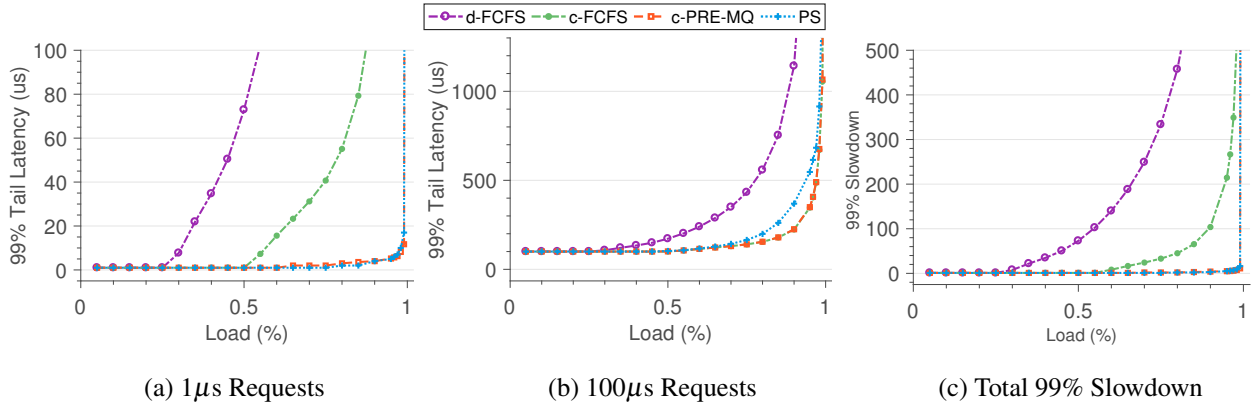 d-FCFS c-FCFS c-PRE-MQ PS
99% Tail Latency (us)
100
80
60
40
20
0
0 0.5 1
Load (%)
(a) 1μs Requests
99% Tail Latency (us)
1000
500
100
0 0.5 1
Load (%)
(b) 100μs Requests
99% Slowdown
500
400
300
200
100
0
0 0.5 1
Load (%)
(c) Total 99% Slowdown